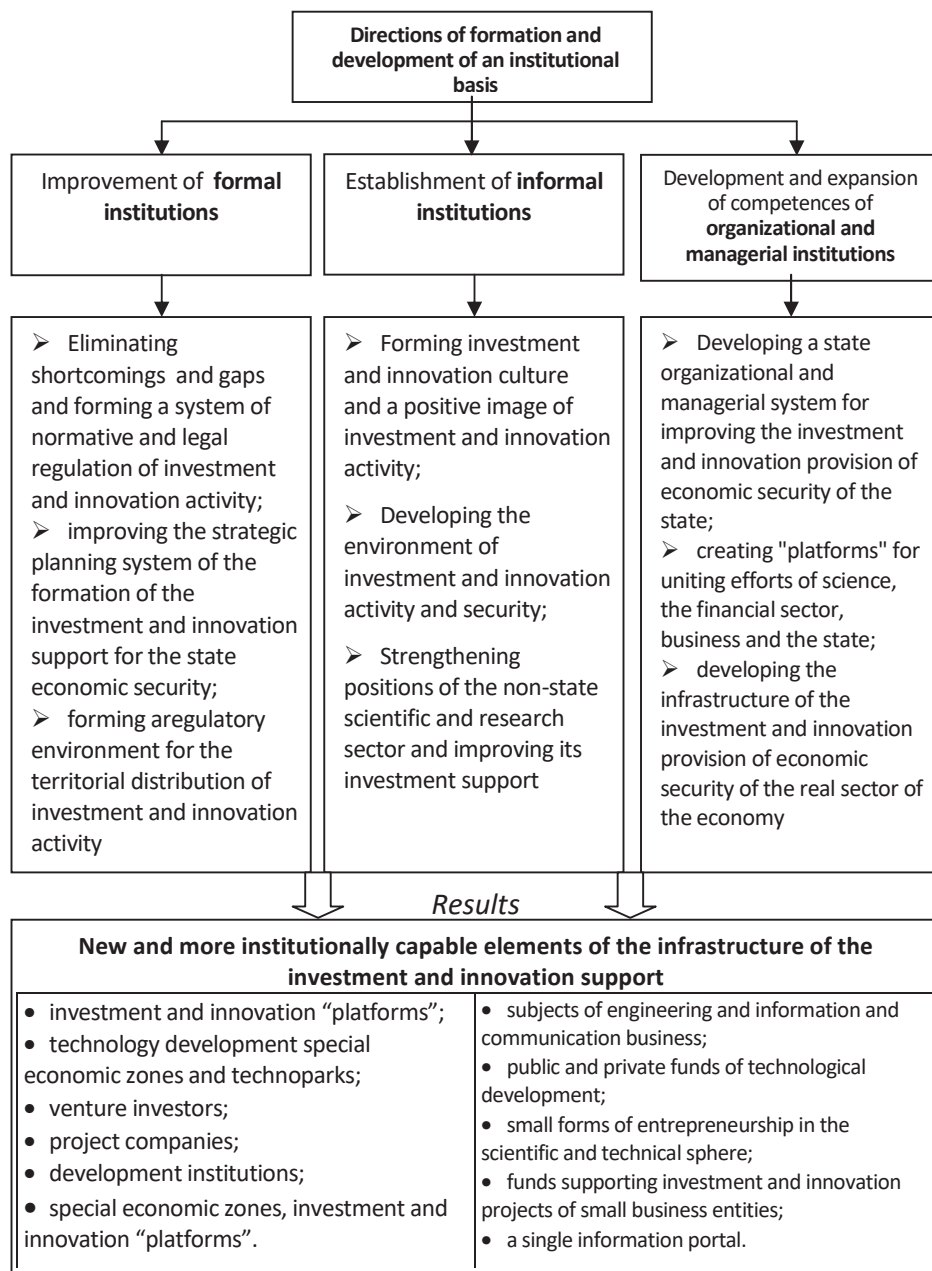 Directions of formation and
development of an institutional
basis
Improvement of formal
institutions
Establishment of informal
institutions
Development and expansion
of competences of
organizational and
managerial institutions
➢ Eliminating
shortcomings and gaps
and forming a system of
normative and legal
regulation of investment
and innovation activity;
➢ improving the strategic
planning system of the
formation of the
investment and innovation
support for the state
economic security;
➢ forming aregulatory
environment for the
territorial distribution of
investment and innovation
activity
➢ Forming investment
and innovation culture
and a positive image of
investment and innovation
activity;
➢ Developing the
environment of
investment and innovation
activity and security;
➢ Strengthening
positions of the non-state
scientific and research
sector and improving its
investment support
➢ Developing a state
organizational and
managerial system for
improving the investment
and innovation provision of
economic security of the
state;
➢ creating "platforms" for
uniting efforts of science,
the financial sector,
business and the state;
➢ developing the
infrastructure of the
investment and innovation
provision of economic
security of the real sector of
the economy
Results
New and more institutionally capable elements of the infrastructure of the
investment and innovation support
• investment and innovation “platforms”;
• technology development special
economic zones and technoparks;
• venture investors;
• project companies;
• development institutions;
• special economic zones, investment and
innovation “platforms”.
• subjects of engineering and information and
communication business;
• public and private funds of technological
development;
• small forms of entrepreneurship in the
scientific and technical sphere;
• funds supporting investment and innovation
projects of small business entities;
• a single information portal.